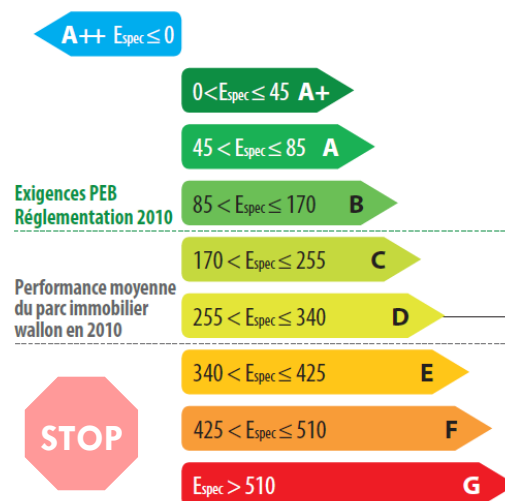 A++ Espec ≤ 0
0 < Espec ≤ 45 A+
45 < Espec ≤ 85 A
Exigences PEB
Réglementation 2010
85 < Espec ≤ 170 B
170 < Espec ≤ 255 C
Performance moyenne
du parc immobilier
wallon en 2010
255 < Espec ≤ 340 D
340 < Espec ≤ 425 E
STOP
425 < Espec ≤ 510 F
Espec > 510 G